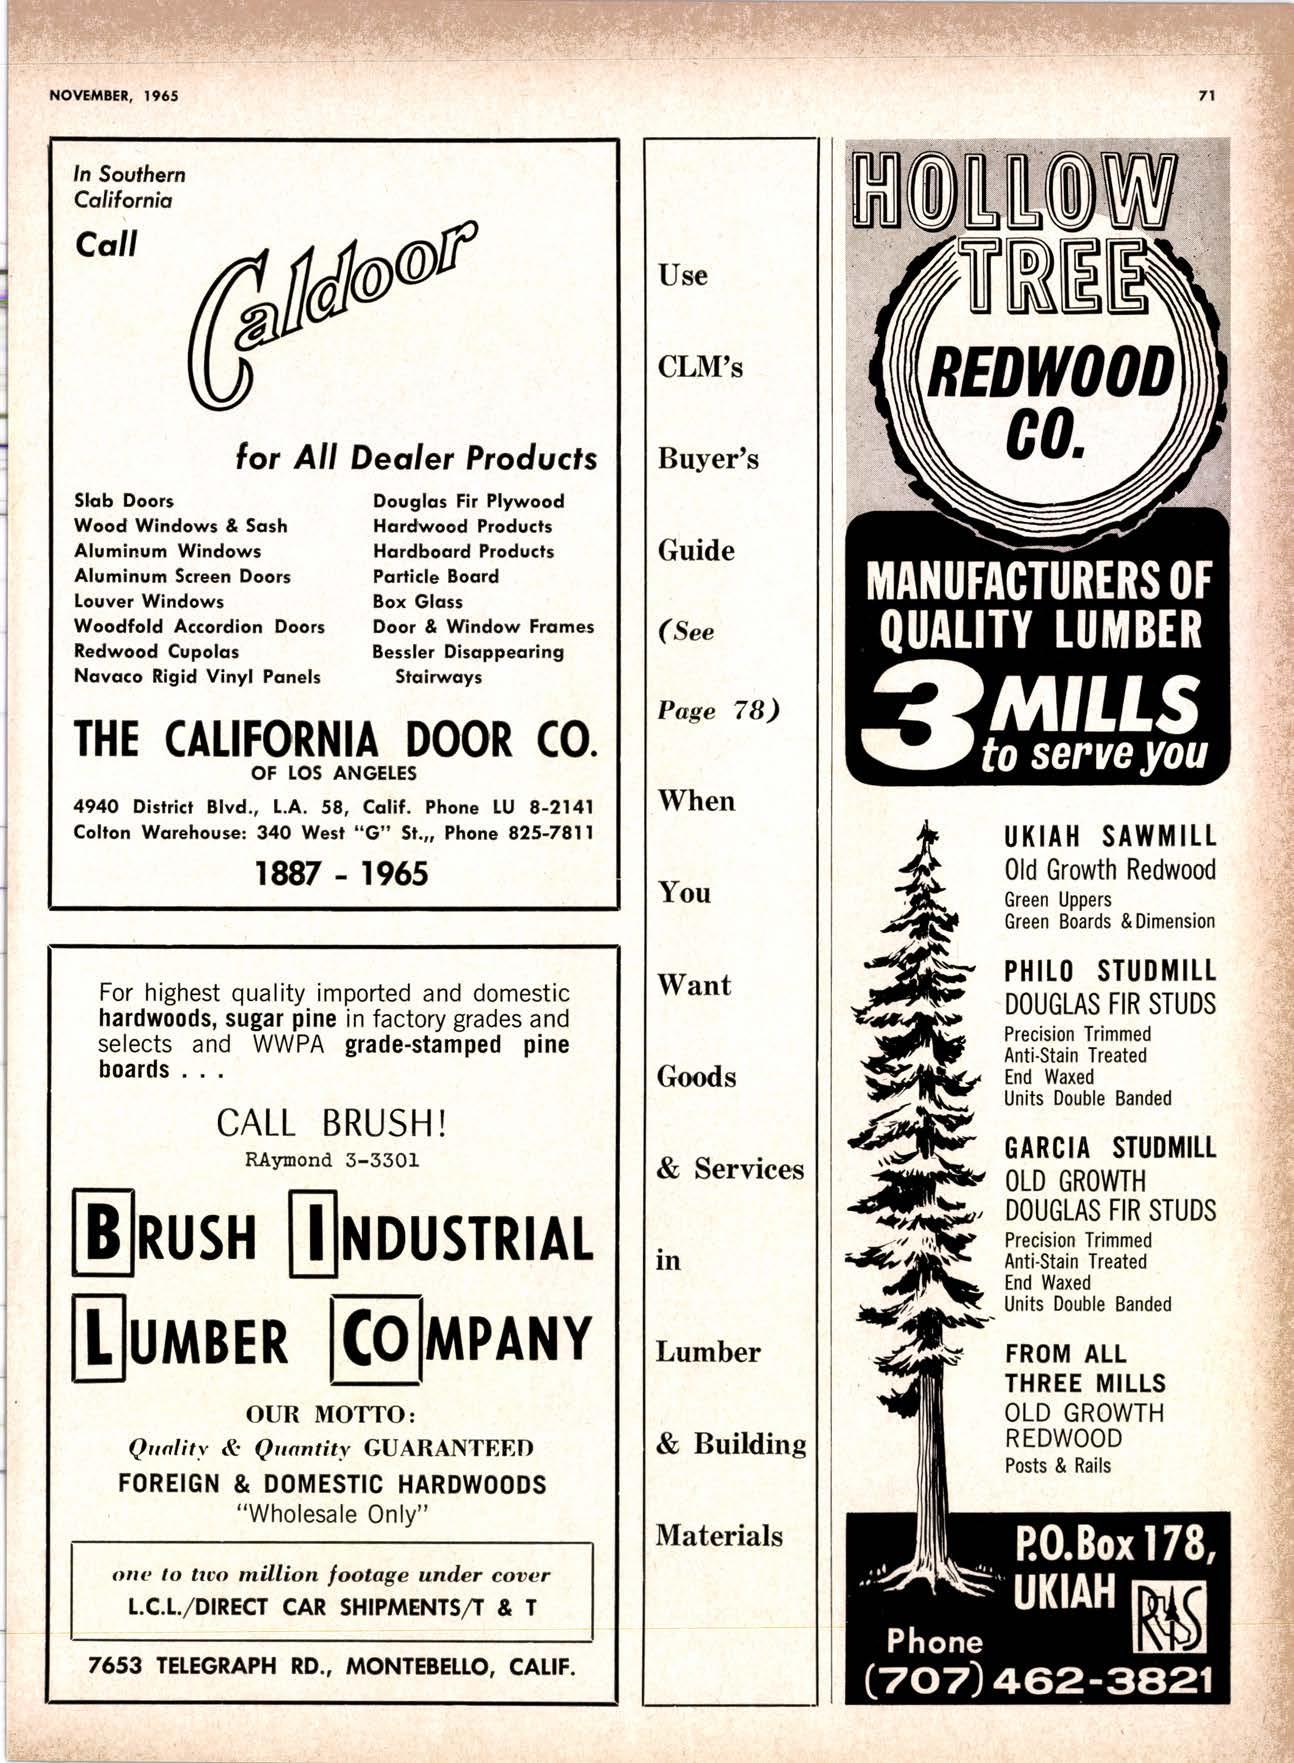 NOVEMBER, 1965
71
In Southern
California
Call
Caldoor
for All Dealer Products
Slab Doors
Wood Windows & Sash
Aluminum Windows
Aluminum Screen Doors
Louver Windows
Woodfold Accordion Doors
Redwood Cupolas
Navaco Rigid Vinyl Panels
Douglas Fir Plywood
Hardwood Products
Hardboard Products
Particle Board
Box Glass
Door & Window Frames
Bessler Disappearing
Stairways
THE CALIFORNIA DOOR CO.
OF LOS ANGELES
4940 District Blvd., L.A. 58, Calif. Phone LU 8-2141
Colton Warehouse: 340 West "G" St.,, Phone 825-7811
1887 - 1965
For highest quality imported and domestic
hardwoods, sugar pine in factory grades and
selects and WWPA grade-stamped pine
boards . . .
CALL BRUSH!
RAymond 3-3301
BRUSH INDUSTRIAL
LUMBER COMPANY
OUR MOTTO:
Quality & Quantity GUARANTEED
FOREIGN & DOMESTIC HARDWOODS
"Wholesale Only"
one to two million footage under cover
L.C.L./DIRECT CAR SHIPMENTS/T & T
7653 TELEGRAPH RD., MONTEBELLO, CALIF.
Use
CLM's
Buyer's
Guide
(See
Page 78)
When
You
Want
Goods
& Services
in
Lumber
& Building
Materials
HOLLOW
TREE
REDWOOD
CO.
MANUFACTURERS OF
QUALITY LUMBER
3 MILLS
to serve you
UKIAH SAWMILL
Old Growth Redwood
Green Uppers
Green Boards & Dimension
PHILO STUDMILL
DOUGLAS FIR STUDS
Precision Trimmed
Anti-Stain Treated
End Waxed
Units Double Banded
GARCIA STUDMILL
OLD GROWTH
DOUGLAS FIR STUDS
Precision Trimmed
Anti-Stain Treated
End Waxed
Units Double Banded
FROM ALL
THREE MILLS
OLD GROWTH
REDWOOD
Posts & Rails
P.O. Box 178,
UKIAH
Phone
(707) 462-3821